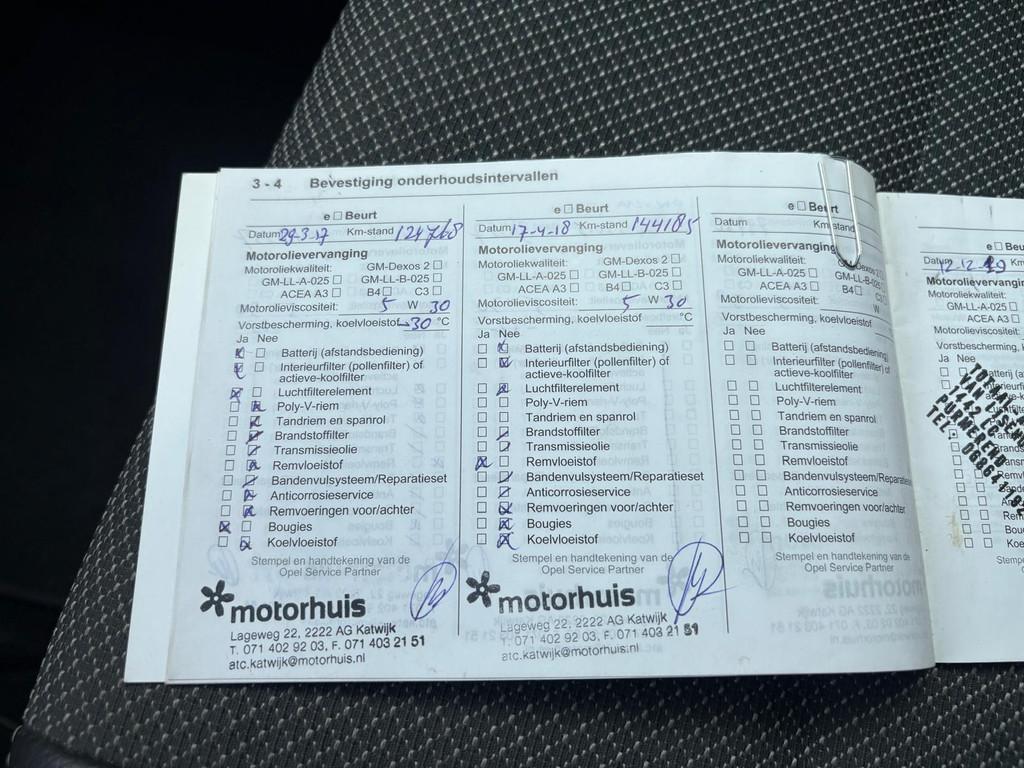 3 - 4 Bevestiging onderhoudsintervallen
e ☐ Beurt
Datum 29-3-17 Km-stand 124768
Motorolievervanging
Motoroliekwaliteit: GM-Dexos 2 ☐
GM-LL-A-025 ☐ GM-LL-B-025 ☐
ACEA A3 ☐ B4 ☐ C3 ☐
Motorolieviscositeit: 5 W 30
Vorstbescherming, koelvloeistof -30 °C
Ja Nee
Batterij (afstandsbediening)
Interieurfilter (pollenfilter) of
actieve-koolfilter
Luchtfilterelement
Poly-V-riem
Tandriem en spanrol
Brandstoffilter
Transmissieolie
Remvloeistof
Bandenvulsysteem/Reparatieset
Anticorrosieservice
Remvoeringen voor/achter
Bougies
Koelvloeistof
Stempel en handtekening van de
Opel Service Partner
motorhuis
Lageweg 22, 2222 AG Katwijk
T. 071 402 92 03, F. 071 403 21 51
atc.katwijk@motorhuis.nl
e ☐ Beurt
Datum 17-4-18 Km-stand 144185
Motorolievervanging
Motoroliekwaliteit: GM-Dexos 2 ☐
GM-LL-A-025 ☐ GM-LL-B-025 ☐
ACEA A3 ☐ B4 ☐ C3 ☐
Motorolieviscositeit: 5 W 30
Vorstbescherming, koelvloeistof °C
Ja Nee
Batterij (afstandsbediening)
Interieurfilter (pollenfilter) of
actieve-koolfilter
Luchtfilterelement
Poly-V-riem
Tandriem en spanrol
Brandstoffilter
Transmissieolie
Remvloeistof
Bandenvulsysteem/Reparatieset
Anticorrosieservice
Remvoeringen voor/achter
Bougies
Koelvloeistof
Stempel en handtekening van de
Opel Service Partner
motorhuis
Lageweg 22, 2222 AG Katwijk
T. 071 402 92 03, F. 071 403 21 51
atc.katwijk@motorhuis.nl
e ☐ Beurt
Datum Km-stand
Motorolievervanging
Motoroliekwaliteit: GM-Dexos 2 ☐
GM-LL-A-025 ☐ GM-LL-B-025 ☐
ACEA A3 ☐ B4 ☐ C3
Motorolieviscositeit: W
Vorstbescherming, koelvloeistof
Ja Nee
Batterij (afstandsbediening)
Interieurfilter (pollenfilter) of
actieve-koolfilter
Luchtfilterelement
Poly-V-riem
Tandriem en spanrol
Brandstoffilter
Transmissieolie
Remvloeistof
Bandenvulsysteem/Reparatieset
Anticorrosieservice
Remvoeringen voor/achter
Bougies
Koelvloeistof
Stempel en handtekening van de
Opel Service Partner
e ☐ Beu
12-12-19
Motorolievervangin
Motoroliekwaliteit:
GM-LL-A-025
ACEA A3 ☐
Motorolieviscositeit:
Ja Nee
PURMEREND